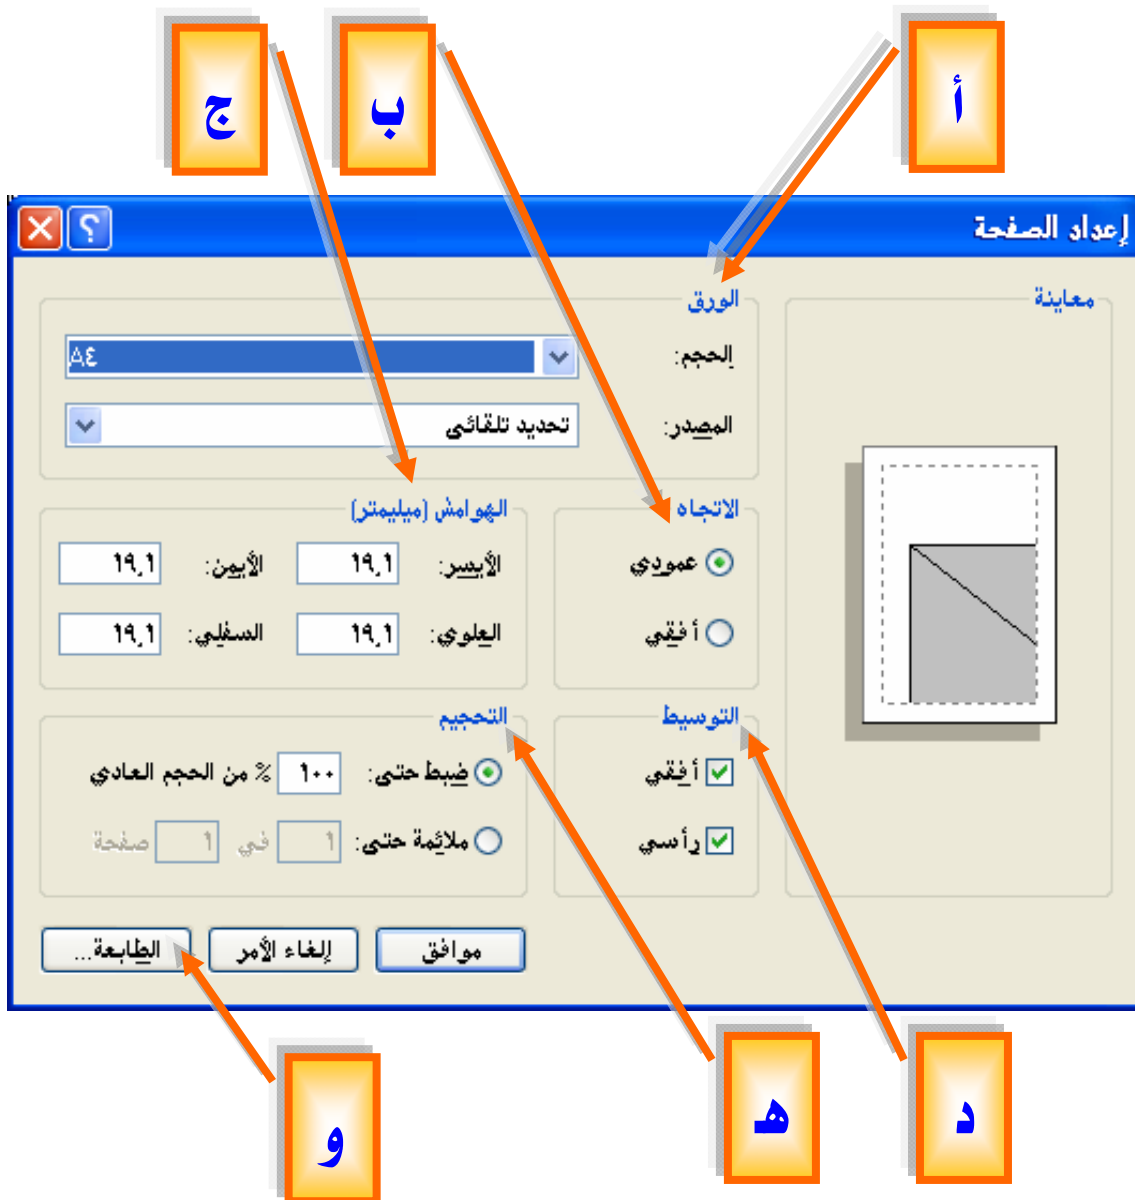 أ
ب
ج
إعداد الصفحة
معاينة
الورق
الحجم:
A٤
المصدر:
تحديد تلقائي
الاتجاه
عمودي
أفقي
الهوامش (ميليمتر)
الأيسر: ١٩,١ الأيمن: ١٩,١
العلوي: ١٩,١ السفلي: ١٩,١
التوسيط
أفقي
رأسي
التحجيم
ضبط حتى: ١٠٠ % من الحجم العادي
ملائمة حتى: ١ في ١ صفحة
موافق
إلغاء الأمر
الطابعة...
د
هـ
و